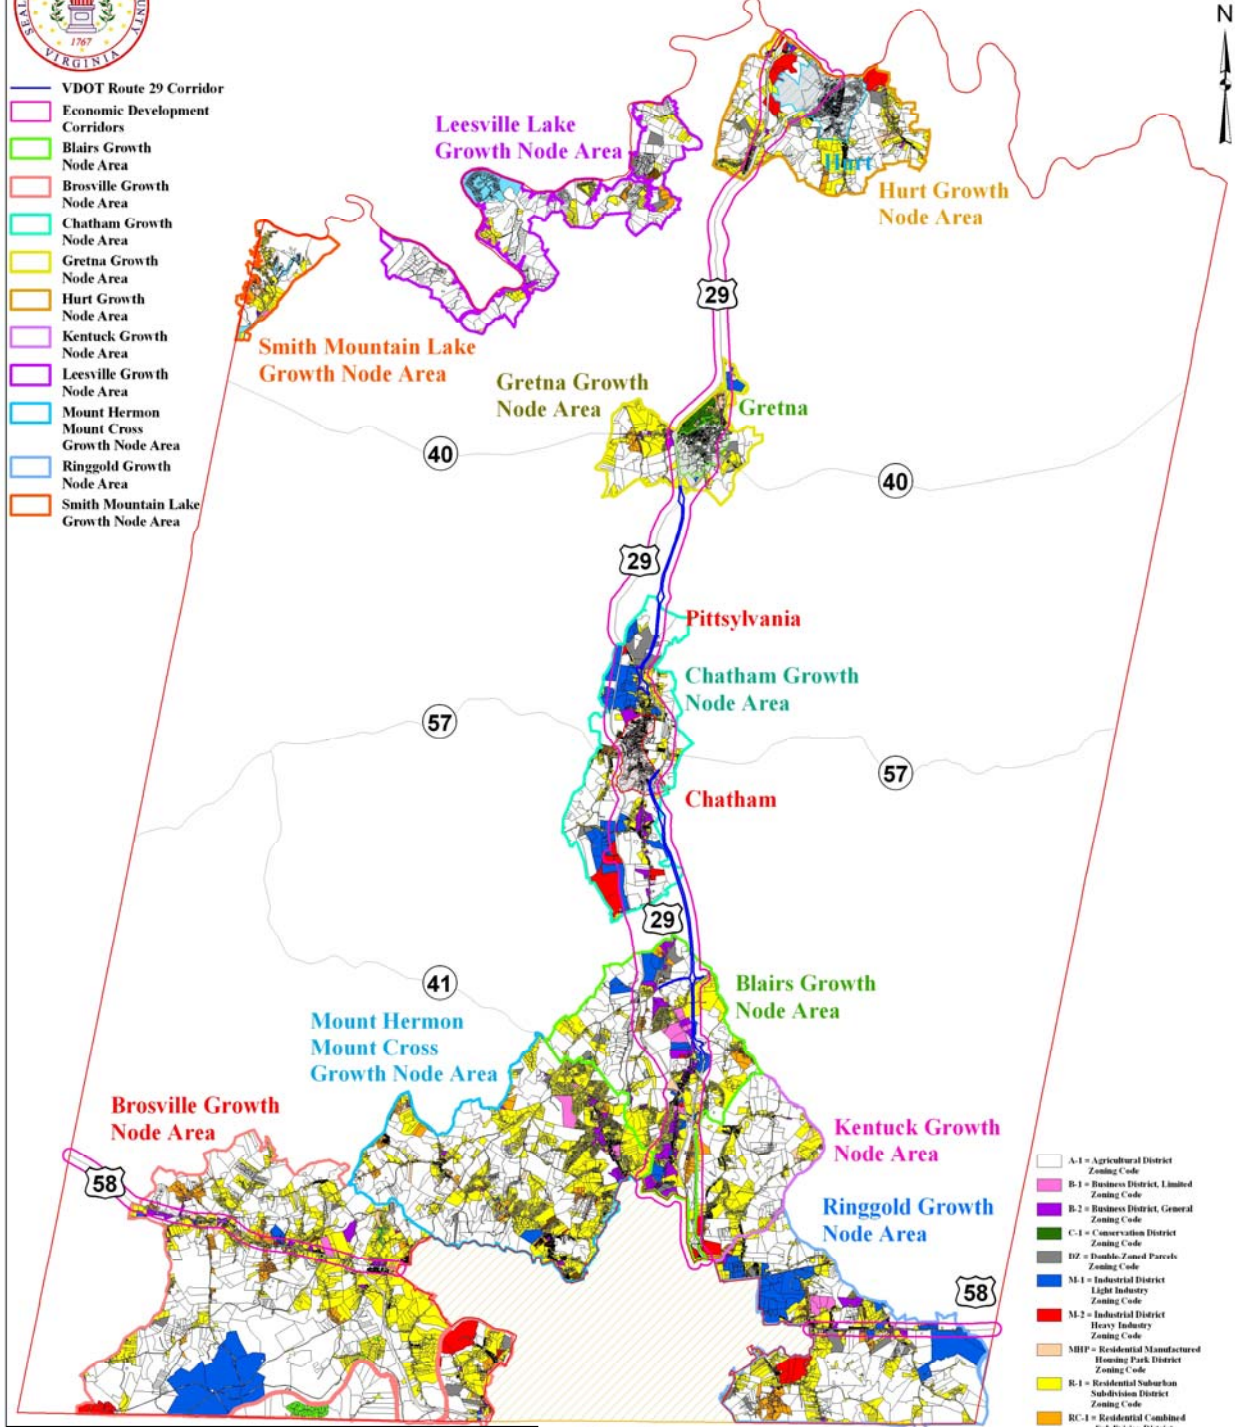 SEAL
UNTY
1767
VIRGINIA
N
VDOT Route 29 Corridor
Economic Development
Corridors
Blairs Growth
Node Area
Brosville Growth
Node Area
Chatham Growth
Node Area
Gretna Growth
Node Area
Hurt Growth
Node Area
Kentuck Growth
Node Area
Leesville Growth
Node Area
Mount Hermon
Mount Cross
Growth Node Area
Ringgold Growth
Node Area
Smith Mountain Lake
Growth Node Area
Leesville Lake
Growth Node Area
Hurt
Hurt Growth
Node Area
29
Smith Mountain Lake
Growth Node Area
Gretna Growth
Node Area
Gretna
40
40
29
Pittsylvania
Chatham Growth
Node Area
57
57
Chatham
29
41
Blairs Growth
Node Area
Mount Hermon
Mount Cross
Growth Node Area
Brosville Growth
Node Area
58
Kentuck Growth
Node Area
Ringgold Growth
Node Area
58
A-1 = Agricultural District
Zoning Code
B-1 = Business District, Limited
Zoning Code
B-2 = Business District, General
Zoning Code
C-1 = Conservation District
Zoning Code
DZ = Double-Zoned Parcels
Zoning Code
M-1 = Industrial District
Light Industry
Zoning Code
M-2 = Industrial District
Heavy Industry
Zoning Code
MHP = Residential Manufactured
Housing Park District
Zoning Code
R-1 = Residential Suburban
Subdivision District
Zoning Code
RC-1 = Residential Combined